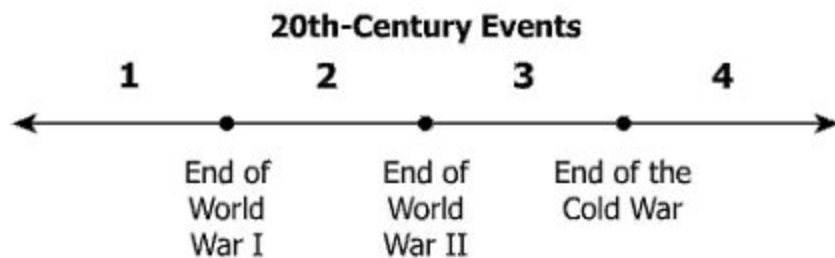 20th-Century Events
1 2 3 4
End of World War I
End of World War II
End of the Cold War